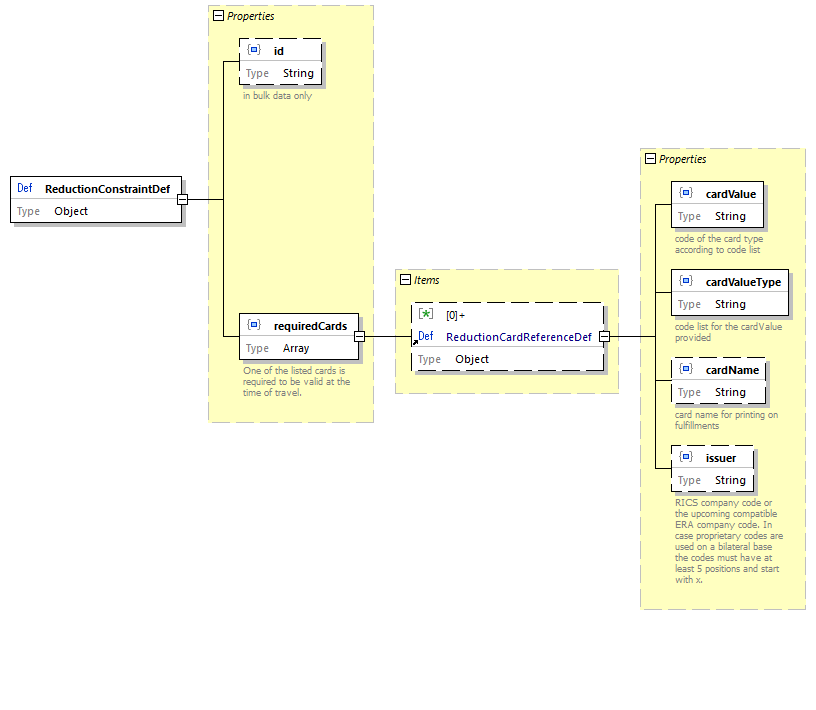 Properties
id
Type String
in bulk data only
Def ReductionConstraintDef
Type Object
requiredCards
Type Array
One of the listed cards is
required to be valid at the
time of travel.
Items
[0]+
Def ReductionCardReferenceDef
Type Object
Properties
cardValue
Type String
code of the card type
according to code list
cardValueType
Type String
code list for the cardValue
provided
cardName
Type String
card name for printing on
fulfillments
issuer
Type String
RICS company code or
the upcoming compatible
ERA company code. In
case proprietary codes are
used on a bilateral base
the codes must have at
least 5 positions and start
with x.